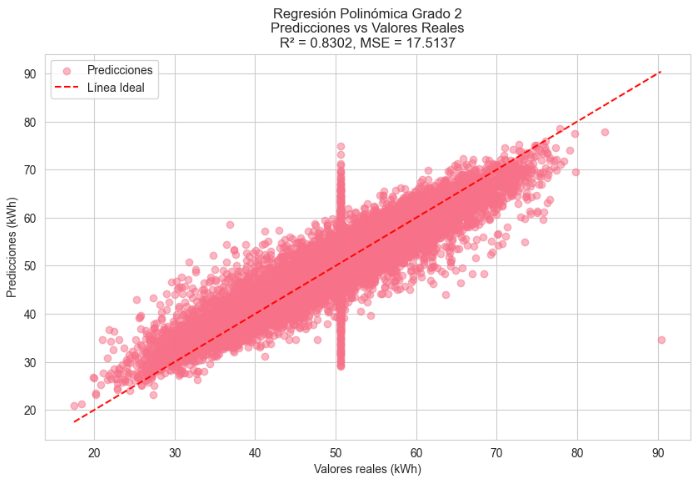 Regresión Polinómica Grado 2
Predicciones vs Valores Reales
R² = 0.8302, MSE = 17.5137
Predicciones
Línea Ideal
90
80
70
60
50
40
30
20
Predicciones (kWh)
20 30 40 50 60 70 80 90
Valores reales (kWh)